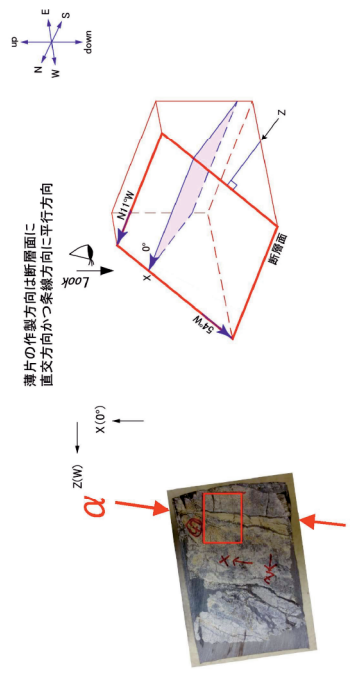 薄片の作製方向は断層面に
直交方向かつ条線方向に平行方向
up
E
S
N
W
down
Look
N11°W
0°
X
54°W
Z
断層面
Z(W)
X(0°)
α